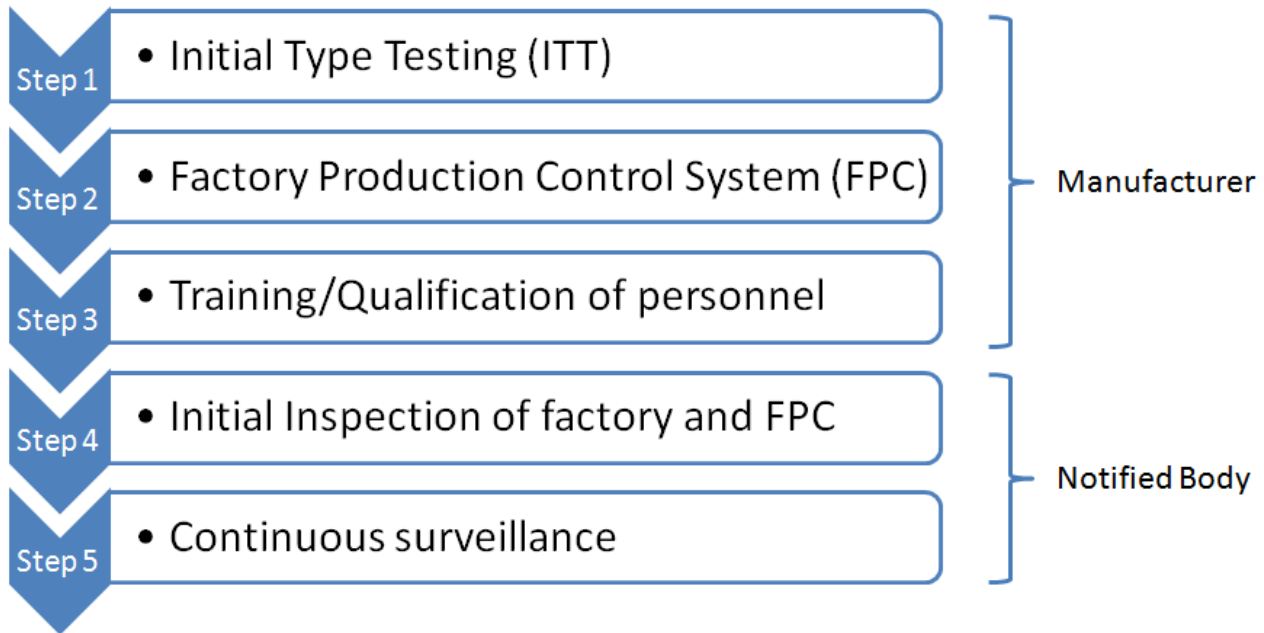 Step 1
• Initial Type Testing (ITT)
Step 2
• Factory Production Control System (FPC)
Step 3
• Training/Qualification of personnel
Manufacturer
Step 4
• Initial Inspection of factory and FPC
Step 5
• Continuous surveillance
Notified Body